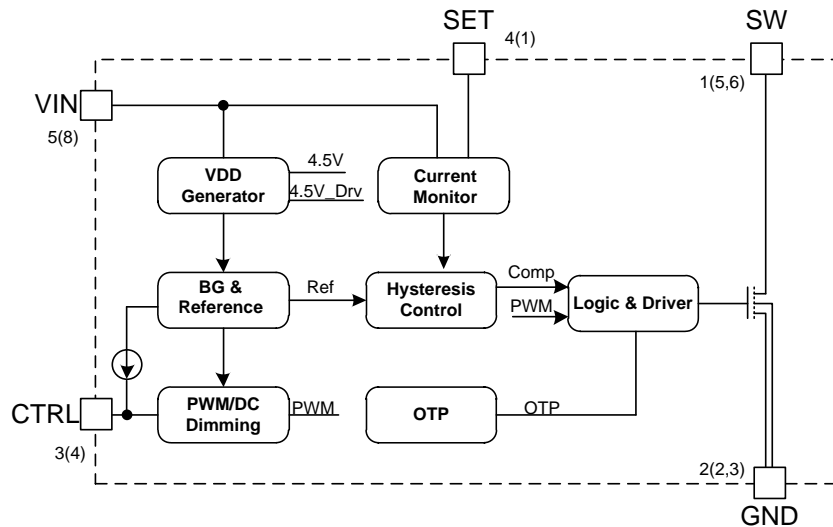 SET
4(1)
SW
1(5,6)
VIN
5(8)
VDD
Generator
4.5V
4.5V_Drv
Current
Monitor
BG &
Reference
Ref
Hysteresis
Control
Comp
PWM
Logic & Driver
CTRL
3(4)
PWM/DC
Dimming
PWM
OTP
OTP
2(2,3)
GND